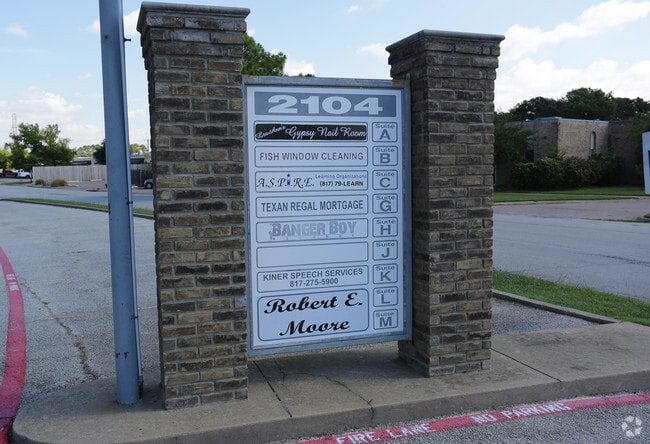 2104
Gypsy Nail Room
Suite A
FISH WINDOW CLEANING
Suite B
A.S.P.I.R.E. Learning Organizations
(817) 79-LEARN
Suite C
TEXAN REGAL MORTGAGE
Suite G
BANGER BOY
Suite H
Suite J
KINER SPEECH SERVICES
817-275-5900
Suite K
Robert E.
Moore
Suite L
Suite M
FIRE LANE NO PARKING